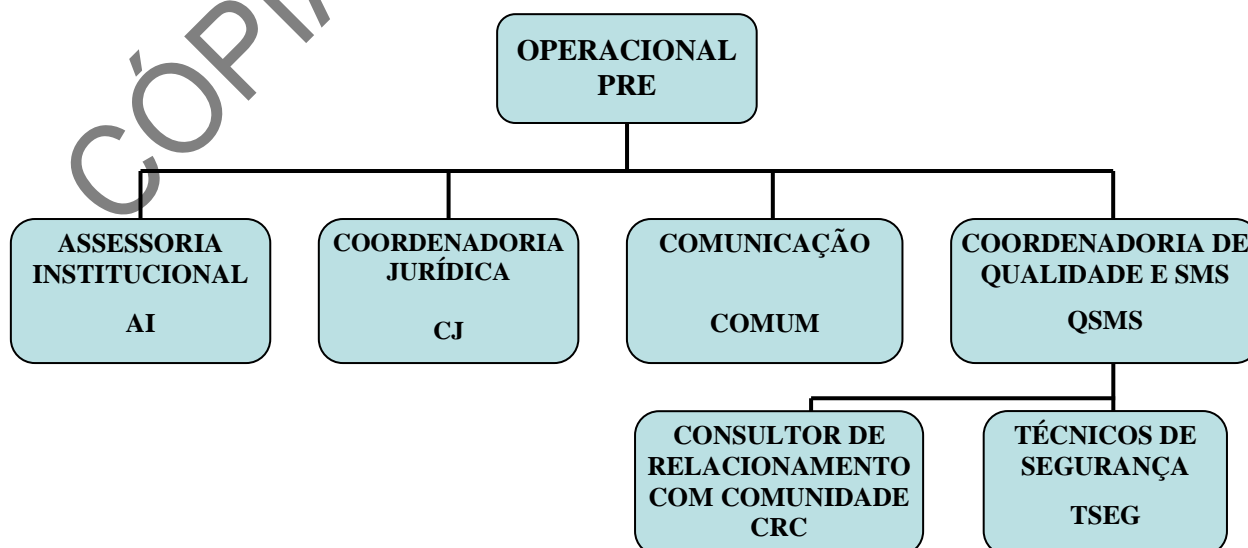 CÓPIA
OPERACIONAL
PRE
ASSESSORIA
INSTITUCIONAL
AI
COORDENADORIA
JURÍDICA
CJ
COMUNICAÇÃO
COMUM
COORDENADORIA DE
QUALIDADE E SMS
QSMS
CONSULTOR DE
RELACIONAMENTO
COM COMUNIDADE
CRC
TÉCNICOS DE
SEGURANÇA
TSEG